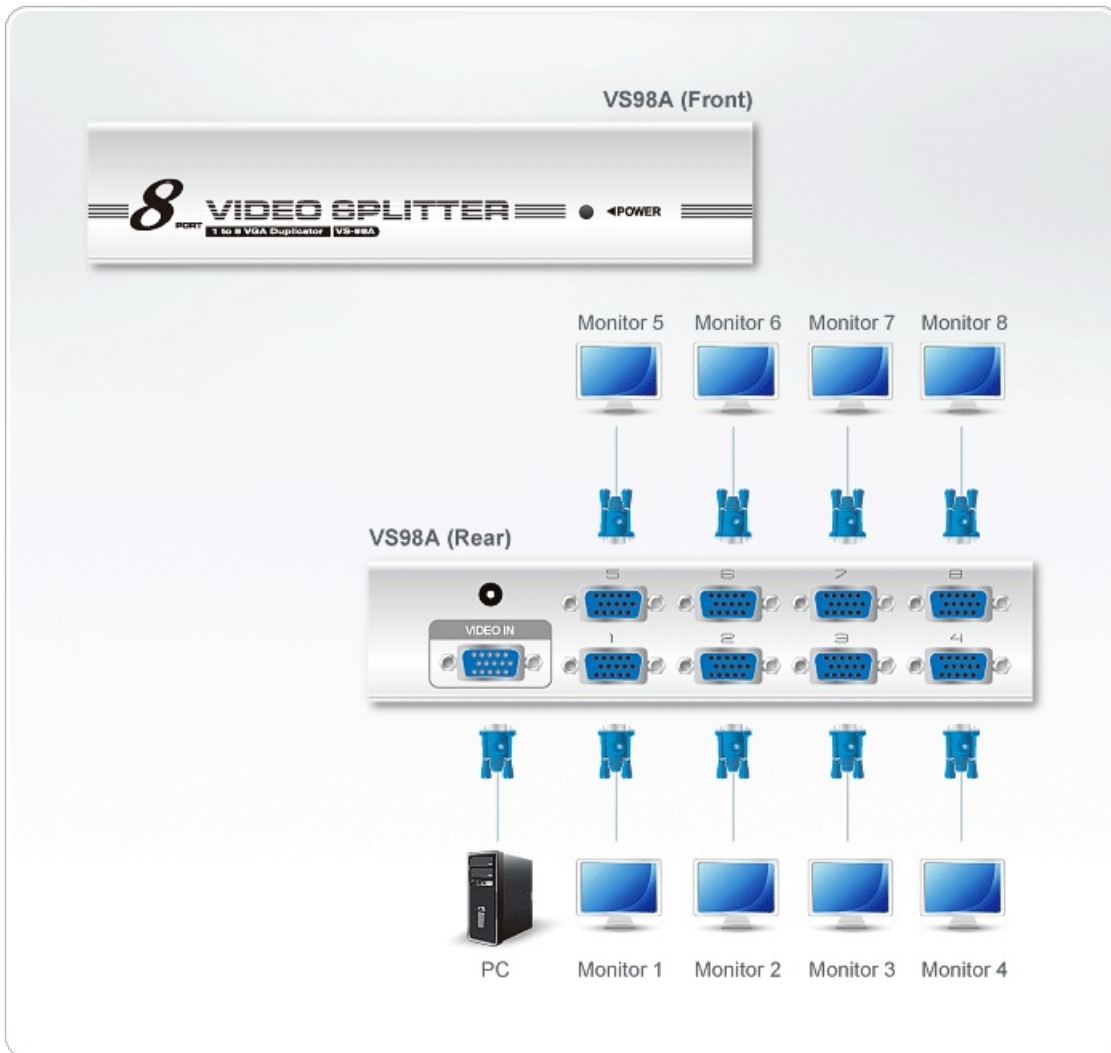 VS98A (Front)
8 PORT VIDEO SPLITTER ◄POWER
1 to 8 VGA Duplicator VS-98A
Monitor 5 Monitor 6 Monitor 7 Monitor 8
VS98A (Rear)
5 6 7 8
VIDEO IN
1 2 3 4
PC Monitor 1 Monitor 2 Monitor 3 Monitor 4